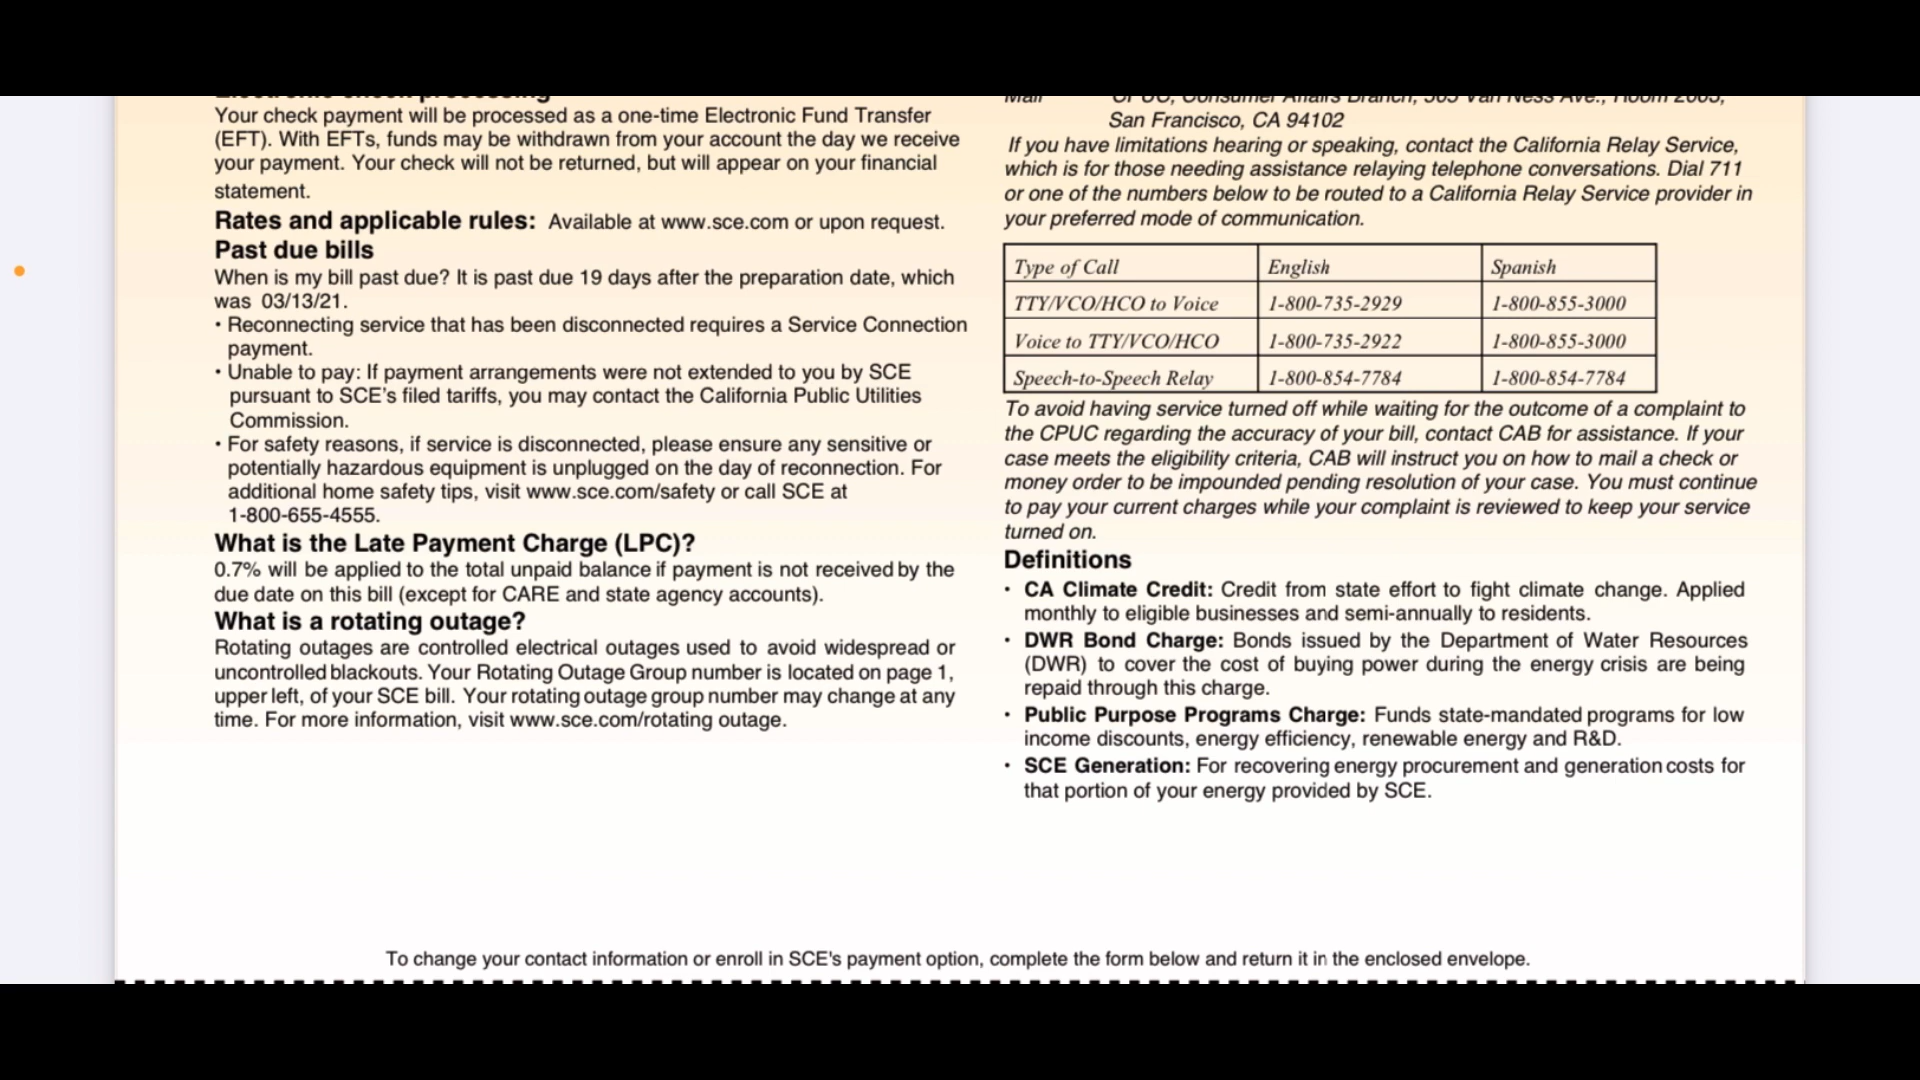 Electronic check processing
Your check payment will be processed as a one-time Electronic Fund Transfer
(EFT). With EFTs, funds may be withdrawn from your account the day we receive
your payment. Your check will not be returned, but will appear on your financial
statement.
Rates and applicable rules: Available at www.sce.com or upon request.
Past due bills
When is my bill past due? It is past due 19 days after the preparation date, which
was 03/13/21.
• Reconnecting service that has been disconnected requires a Service Connection
payment.
• Unable to pay: If payment arrangements were not extended to you by SCE
pursuant to SCE's filed tariffs, you may contact the California Public Utilities
Commission.
• For safety reasons, if service is disconnected, please ensure any sensitive or
potentially hazardous equipment is unplugged on the day of reconnection. For
additional home safety tips, visit www.sce.com/safety or call SCE at
1-800-655-4555.
What is the Late Payment Charge (LPC)?
0.7% will be applied to the total unpaid balance if payment is not received by the
due date on this bill (except for CARE and state agency accounts).
What is a rotating outage?
Rotating outages are controlled electrical outages used to avoid widespread or
uncontrolled blackouts. Your Rotating Outage Group number is located on page 1,
upper left, of your SCE bill. Your rotating outage group number may change at any
time. For more information, visit www.sce.com/rotating outage.
Mail CPUC, Consumer Affairs Branch, 505 Van Ness Ave., Room 2003,
San Francisco, CA 94102
If you have limitations hearing or speaking, contact the California Relay Service,
which is for those needing assistance relaying telephone conversations. Dial 711
or one of the numbers below to be routed to a California Relay Service provider in
your preferred mode of communication.
Type of Call English Spanish
TTY/VCO/HCO to Voice 1-800-735-2929 1-800-855-3000
Voice to TTY/VCO/HCO 1-800-735-2922 1-800-855-3000
Speech-to-Speech Relay 1-800-854-7784 1-800-854-7784
To avoid having service turned off while waiting for the outcome of a complaint to
the CPUC regarding the accuracy of your bill, contact CAB for assistance. If your
case meets the eligibility criteria, CAB will instruct you on how to mail a check or
money order to be impounded pending resolution of your case. You must continue
to pay your current charges while your complaint is reviewed to keep your service
turned on.
Definitions
• CA Climate Credit: Credit from state effort to fight climate change. Applied
monthly to eligible businesses and semi-annually to residents.
• DWR Bond Charge: Bonds issued by the Department of Water Resources
(DWR) to cover the cost of buying power during the energy crisis are being
repaid through this charge.
• Public Purpose Programs Charge: Funds state-mandated programs for low
income discounts, energy efficiency, renewable energy and R&D.
• SCE Generation: For recovering energy procurement and generation costs for
that portion of your energy provided by SCE.
To change your contact information or enroll in SCE's payment option, complete the form below and return it in the enclosed envelope.